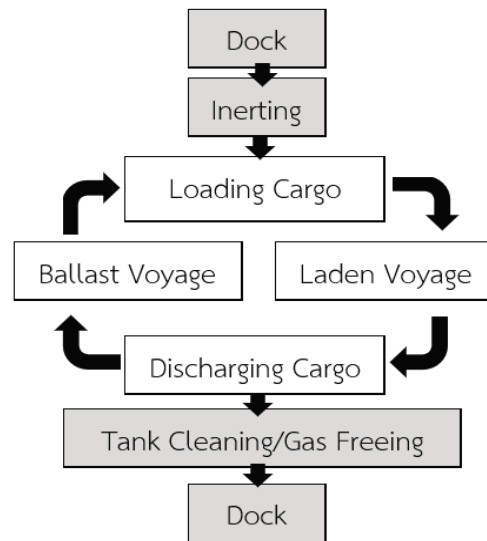 Dock
Inerting
Loading Cargo
Ballast Voyage
Laden Voyage
Discharging Cargo
Tank Cleaning/Gas Freeing
Dock